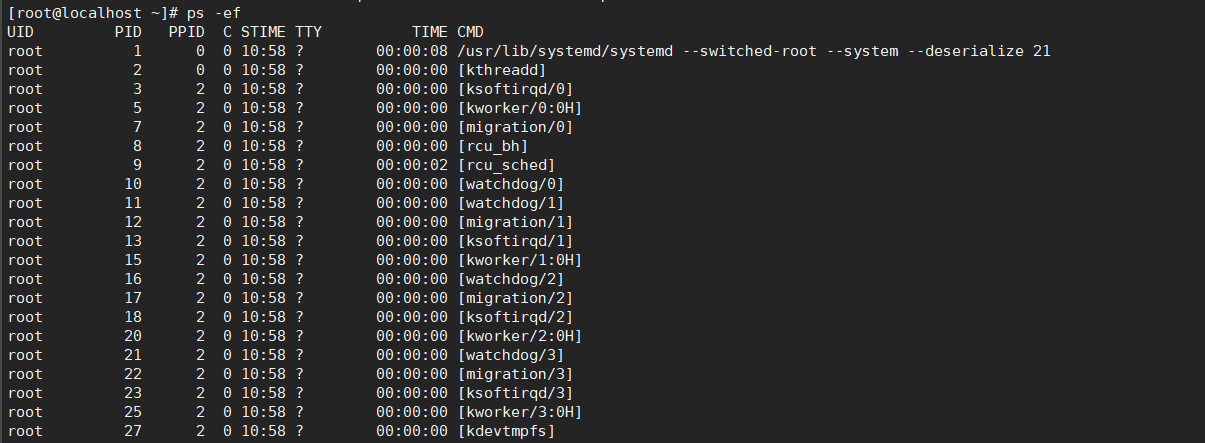 [root@localhost ~]# ps -ef
UID        PID  PPID  C STIME TTY          TIME CMD
root         1     0  0 10:58 ?        00:00:08 /usr/lib/systemd/systemd --switched-root --system --deserialize 21
root         2     0  0 10:58 ?        00:00:00 [kthreadd]
root         3     2  0 10:58 ?        00:00:00 [ksoftirqd/0]
root         5     2  0 10:58 ?        00:00:00 [kworker/0:0H]
root         7     2  0 10:58 ?        00:00:00 [migration/0]
root         8     2  0 10:58 ?        00:00:00 [rcu_bh]
root         9     2  0 10:58 ?        00:00:02 [rcu_sched]
root        10     2  0 10:58 ?        00:00:00 [watchdog/0]
root        11     2  0 10:58 ?        00:00:00 [watchdog/1]
root        12     2  0 10:58 ?        00:00:00 [migration/1]
root        13     2  0 10:58 ?        00:00:00 [ksoftirqd/1]
root        15     2  0 10:58 ?        00:00:00 [kworker/1:0H]
root        16     2  0 10:58 ?        00:00:00 [watchdog/2]
root        17     2  0 10:58 ?        00:00:00 [migration/2]
root        18     2  0 10:58 ?        00:00:00 [ksoftirqd/2]
root        20     2  0 10:58 ?        00:00:00 [kworker/2:0H]
root        21     2  0 10:58 ?        00:00:00 [watchdog/3]
root        22     2  0 10:58 ?        00:00:00 [migration/3]
root        23     2  0 10:58 ?        00:00:00 [ksoftirqd/3]
root        25     2  0 10:58 ?        00:00:00 [kworker/3:0H]
root        27     2  0 10:58 ?        00:00:00 [kdevtmpfs]